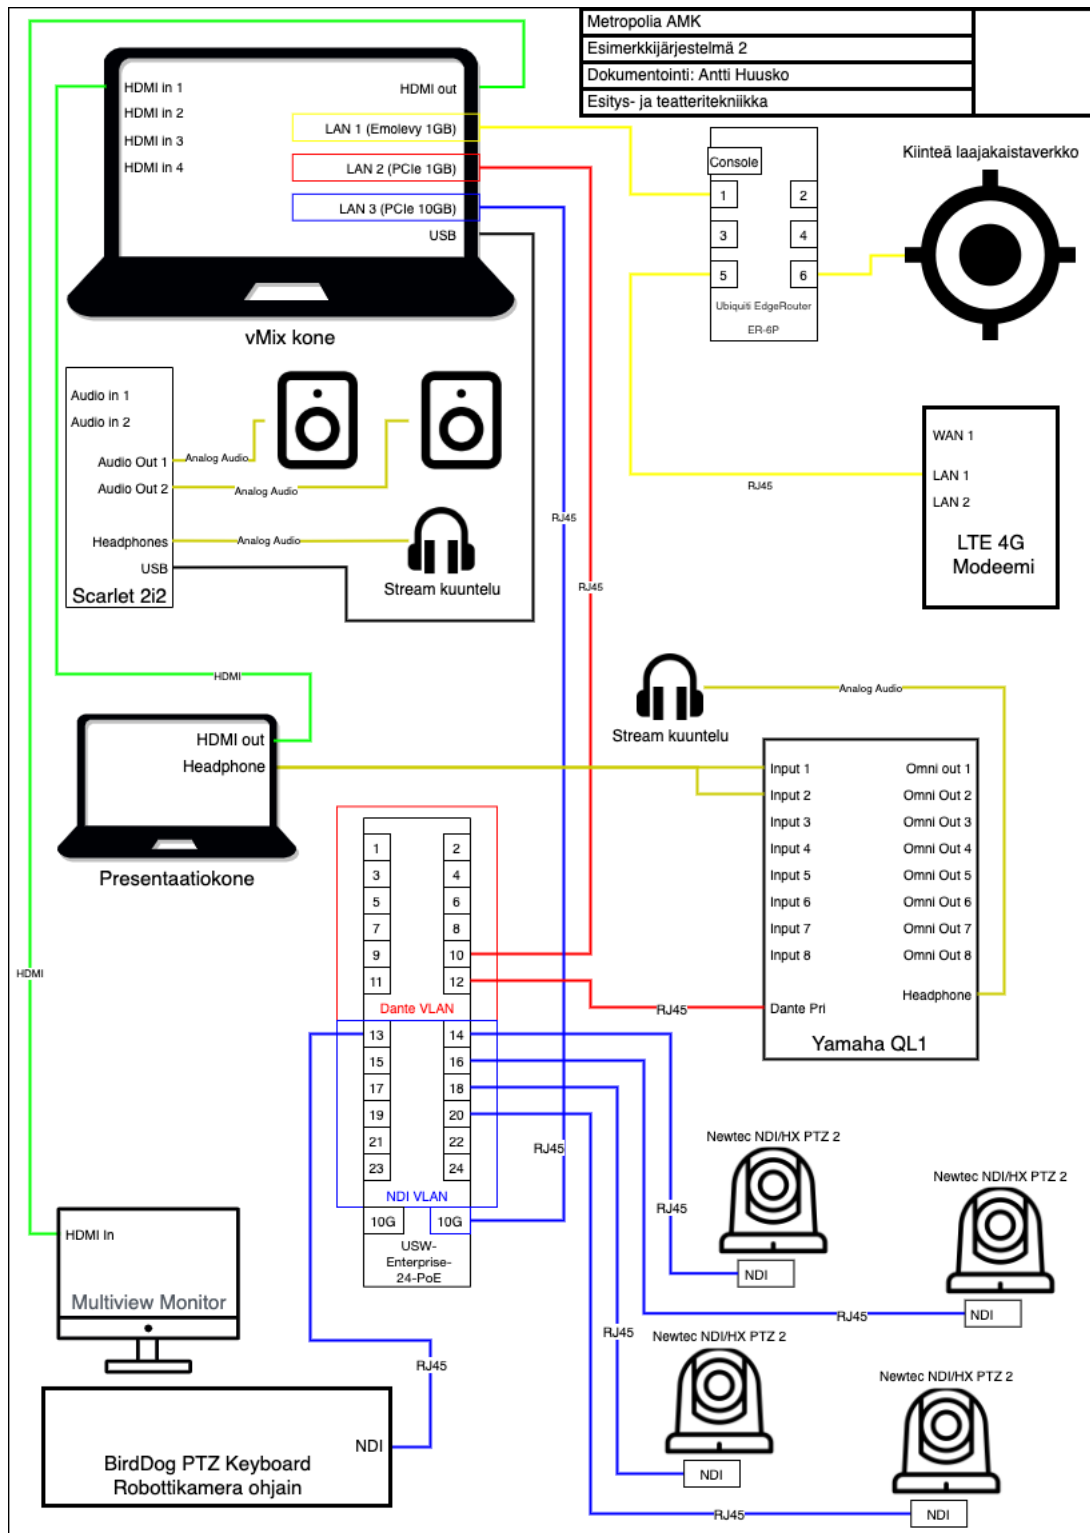 Metropolia AMK
Esimerkkijärjestelmä 2
Dokumentointi: Antti Huusko
Esitys- ja teatteritekniikka
HDMI in 1
HDMI in 2
HDMI in 3
HDMI in 4
HDMI out
LAN 1 (Emolevy 1GB)
LAN 2 (PCIe 1GB)
LAN 3 (PCIe 10GB)
USB
vMix kone
Console
1
2
3
4
5
6
Ubiquiti EdgeRouter
ER-6P
Kiinteä laajakaistaverkko
Audio in 1
Audio in 2
Audio Out 1
Audio Out 2
Headphones
USB
Scarlet 2i2
Analog Audio
Analog Audio
Analog Audio
Stream kuuntelu
WAN 1
LAN 1
LAN 2
LTE 4G
Modeemi
RJ45
RJ45
RJ45
HDMI
HDMI out
Headphone
Presentaatiokone
Stream kuuntelu
Analog Audio
Input 1
Input 2
Input 3
Input 4
Input 5
Input 6
Input 7
Input 8
Dante Pri
Omni out 1
Omni Out 2
Omni Out 3
Omni Out 4
Omni Out 5
Omni Out 6
Omni Out 7
Omni Out 8
Headphone
Yamaha QL1
1
2
3
4
5
6
7
8
9
10
11
12
Dante VLAN
13
14
15
16
17
18
19
20
21
22
23
24
NDI VLAN
10G
10G
USW-
Enterprise-
24-PoE
RJ45
RJ45
HDMI
HDMI In
Multiview Monitor
RJ45
NDI
BirdDog PTZ Keyboard
Robottikamera ohjain
Newtec NDI/HX PTZ 2
RJ45
NDI
Newtec NDI/HX PTZ 2
RJ45
NDI
Newtec NDI/HX PTZ 2
RJ45
NDI
Newtec NDI/HX PTZ 2
RJ45
NDI